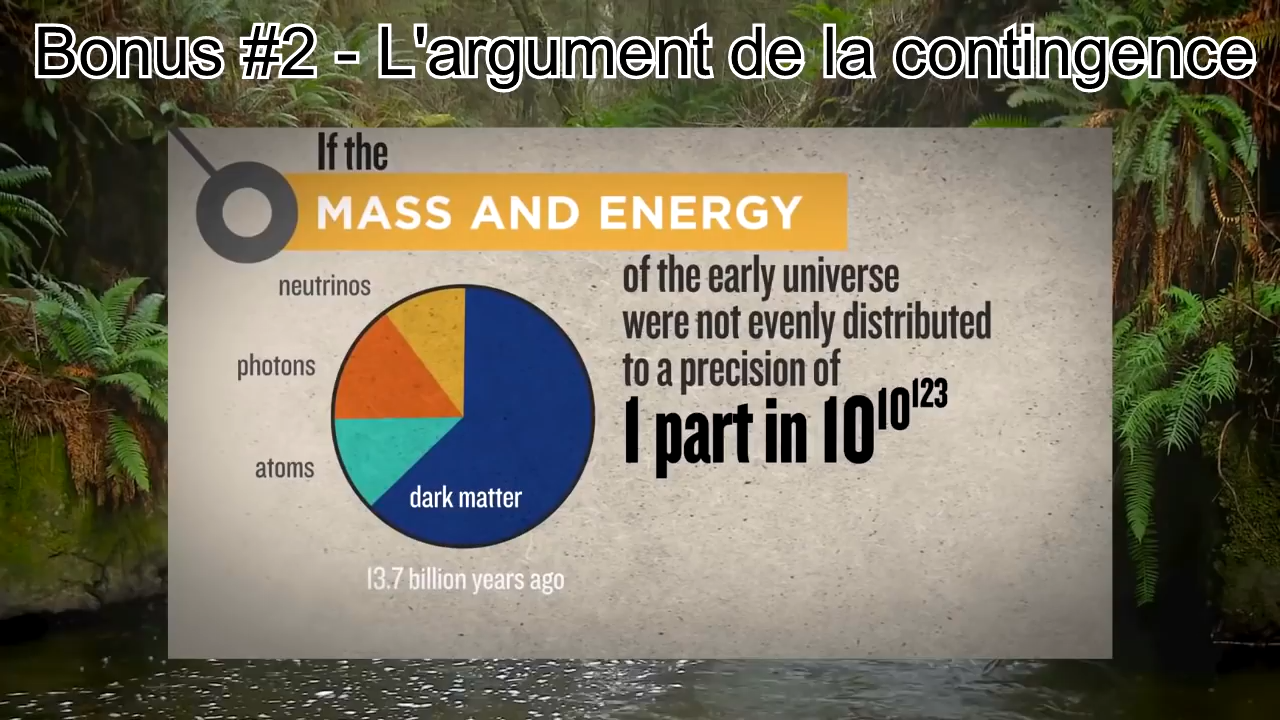 Bonus #2 - L'argument de la contingence
If the
MASS AND ENERGY
neutrinos
photons
atoms
dark matter
13.7 billion years ago
of the early universe
were not evenly distributed
to a precision of
1 part in 10^10^123